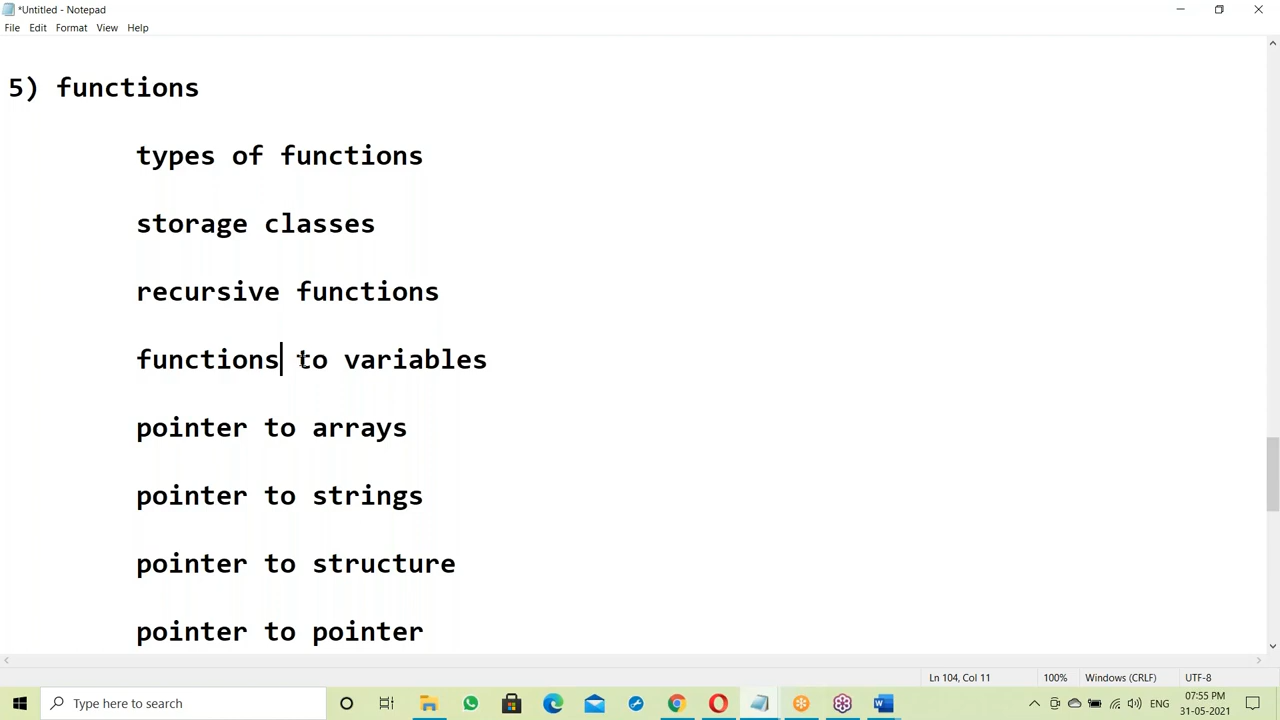 *Untitled - Notepad
File Edit Format View Help
5) functions
types of functions
storage classes
recursive functions
functions to variables
pointer to arrays
pointer to strings
pointer to structure
pointer to pointer
Ln 104, Col 11 100% Windows (CRLF) UTF-8
Type here to search
ENG
07:55 PM
31-05-2021